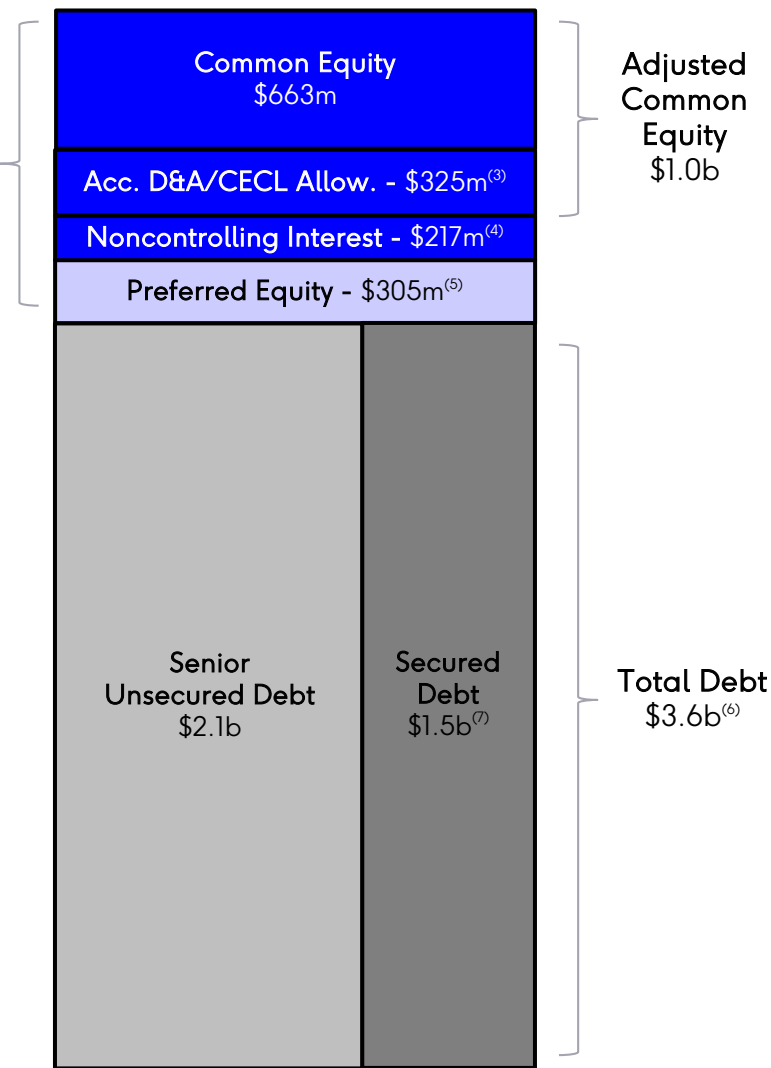 Common Equity
$663m
Adjusted
Common
Equity
$1.0b
Acc. D&A/CECL Allow. - $325m(3)
Noncontrolling Interest - $217m(4)
Preferred Equity - $305m(5)
Senior
Unsecured Debt
$2.1b
Secured
Debt
$1.5b(7)
Total Debt
$3.6b(6)